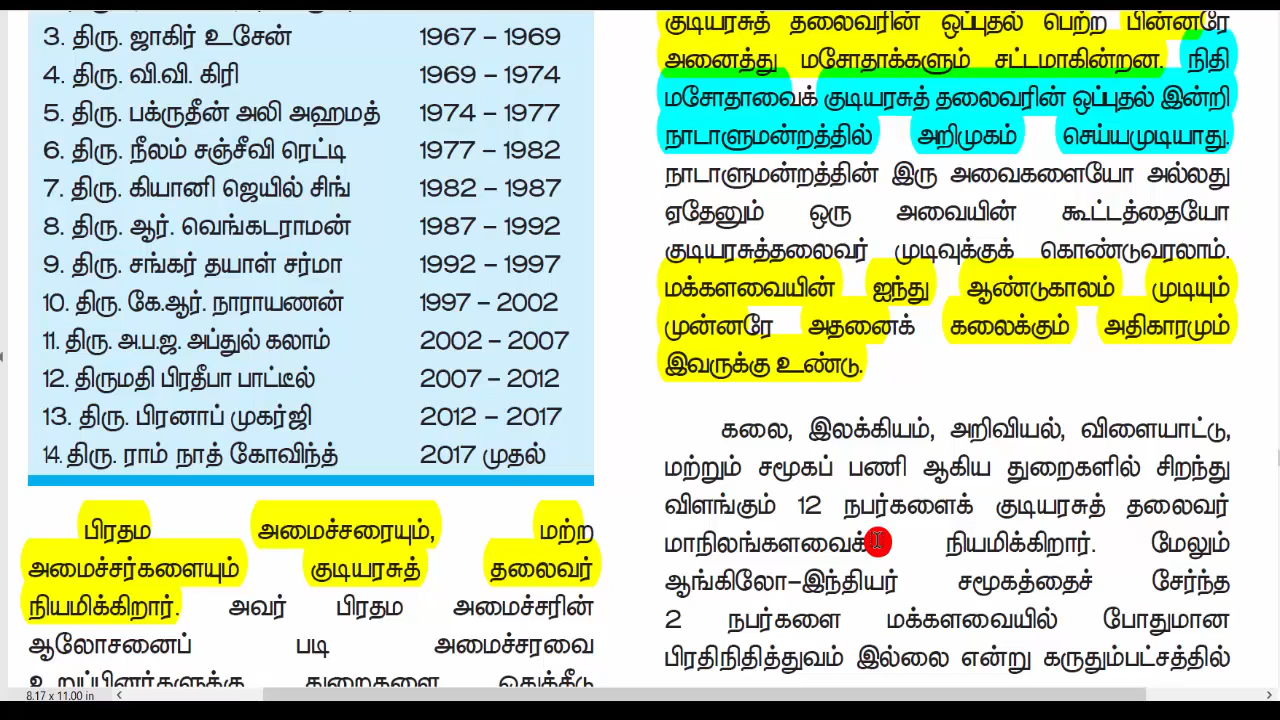 3. திரு. ஜாகிர் உசேன் 1967 – 1969
4. திரு. வி.வி. கிரி 1969 – 1974
5. திரு. பக்ருதீன் அலி அஹமத் 1974 – 1977
6. திரு. நீலம் சஞ்சீவி ரெட்டி 1977 – 1982
7. திரு. கியானி ஜெயில் சிங் 1982 – 1987
8. திரு. ஆர். வெங்கடராமன் 1987 – 1992
9. திரு. சங்கர் தயாள் சர்மா 1992 – 1997
10. திரு. கே.ஆர். நாராயணன் 1997 – 2002
11. திரு. அ.ப.ஜ. அப்துல் கலாம் 2002 – 2007
12. திருமதி பிரதீபா பாட்டீல் 2007 – 2012
13. திரு. பிரனாப் முகர்ஜி 2012 – 2017
14. திரு. ராம் நாத் கோவிந்த் 2017 முதல்
பிரதம அமைச்சரையும், மற்ற
அமைச்சர்களையும் குடியரசுத் தலைவர்
நியமிக்கிறார். அவர் பிரதம அமைச்சரின்
ஆலோசனைப் படி அமைச்சரவை
உறுப்பினர்களுக்கு துறைகளை ஒதுக்கீடு
குடியரசுத் தலைவரின் ஒப்புதல் பெற்ற பின்னரே
அனைத்து மசோதாக்களும் சட்டமாகின்றன. நிதி
மசோதாவைக் குடியரசுத் தலைவரின் ஒப்புதல் இன்றி
நாடாளுமன்றத்தில் அறிமுகம் செய்யமுடியாது.
நாடாளுமன்றத்தின் இரு அவைகளையோ அல்லது
ஏதேனும் ஒரு அவையின் கூட்டத்தையோ
குடியரசுத்தலைவர் முடிவுக்குக் கொண்டுவரலாம்.
மக்களவையின் ஐந்து ஆண்டுகாலம் முடியும்
முன்னரே அதனைக் கலைக்கும் அதிகாரமும்
இவருக்கு உண்டு.
கலை, இலக்கியம், அறிவியல், விளையாட்டு,
மற்றும் சமூகப் பணி ஆகிய துறைகளில் சிறந்து
விளங்கும் 12 நபர்களைக் குடியரசுத் தலைவர்
மாநிலங்களவைக்கு நியமிக்கிறார். மேலும்
ஆங்கிலோ–இந்தியர் சமூகத்தைச் சேர்ந்த
2 நபர்களை மக்களவையில் போதுமான
பிரதிநிதித்துவம் இல்லை என்று கருதும்பட்சத்தில்
8.17 x 11.00 in